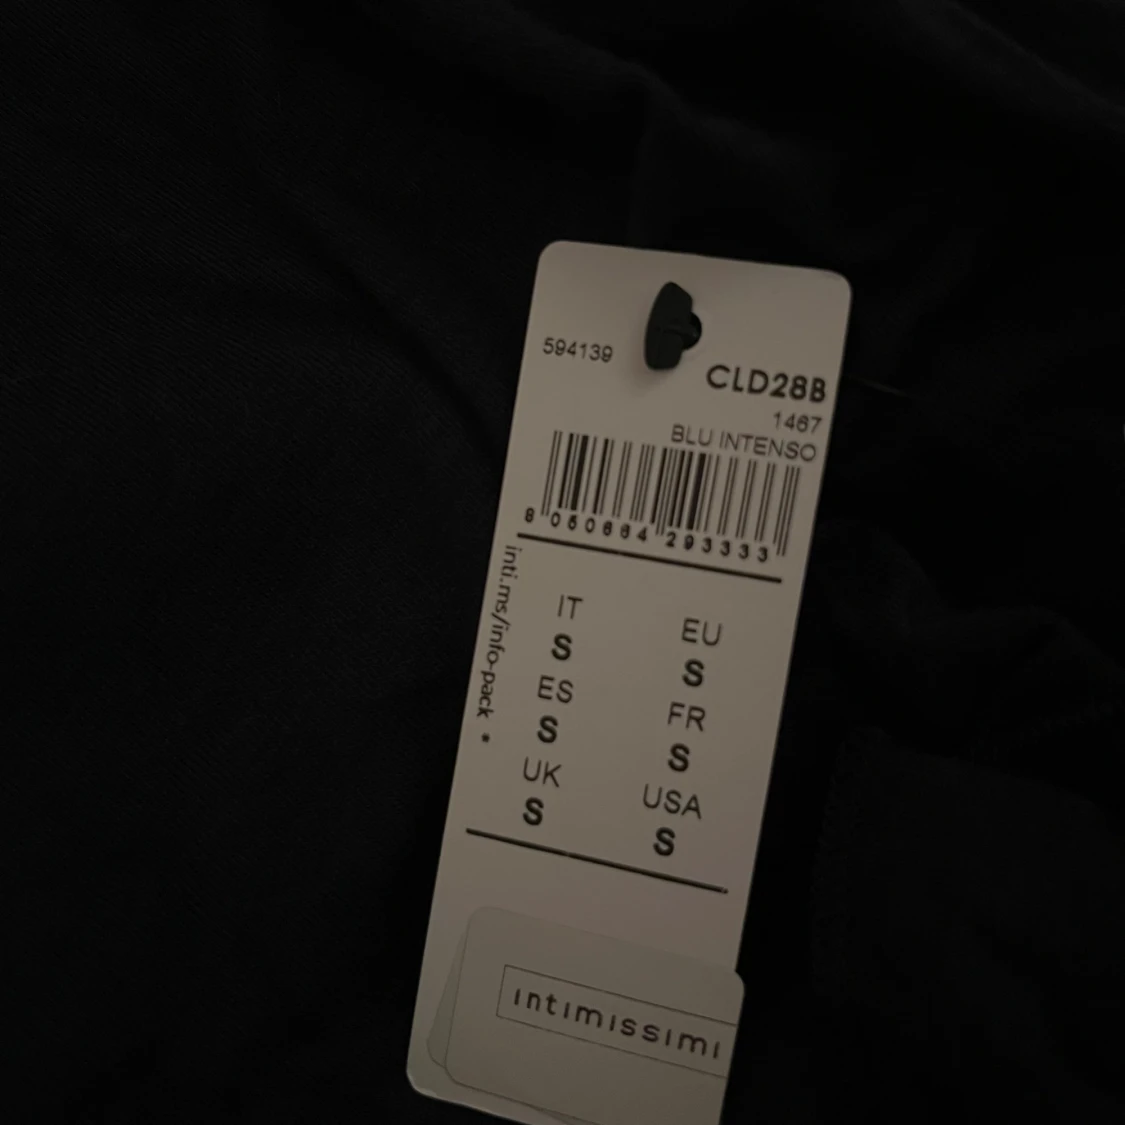 594139
CLD28B
1467
BLU INTENSO
8 050664 293333
inti.ms/info-pack
IT
S
EU
S
ES
S
FR
S
UK
S
USA
S
intimissimi